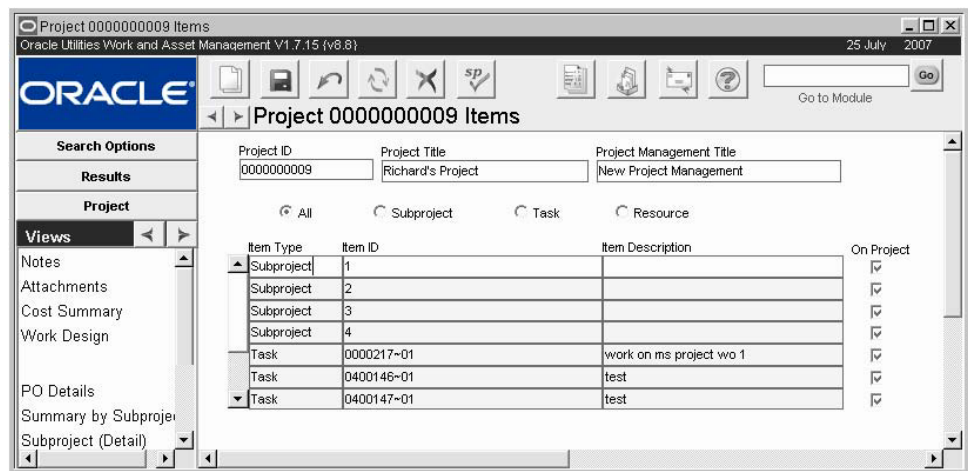 Project 0000000009 Items
Oracle Utilities Work and Asset Management V1.7.15 {v8.8} 25 July 2007
ORACLE®
sp
Go
Go to Module
Project 0000000009 Items
Search Options
Results
Project
Views
Notes
Attachments
Cost Summary
Work Design
PO Details
Summary by Subproje
Subproject (Detail)
Project ID Project Title Project Management Title
0000000009 Richard's Project New Project Management
All Subproject Task Resource
Item Type Item ID Item Description On Project
Subproject 1
Subproject 2
Subproject 3
Subproject 4
Task 0000217~01 work on ms project wo 1
Task 0400146~01 test
Task 0400147~01 test